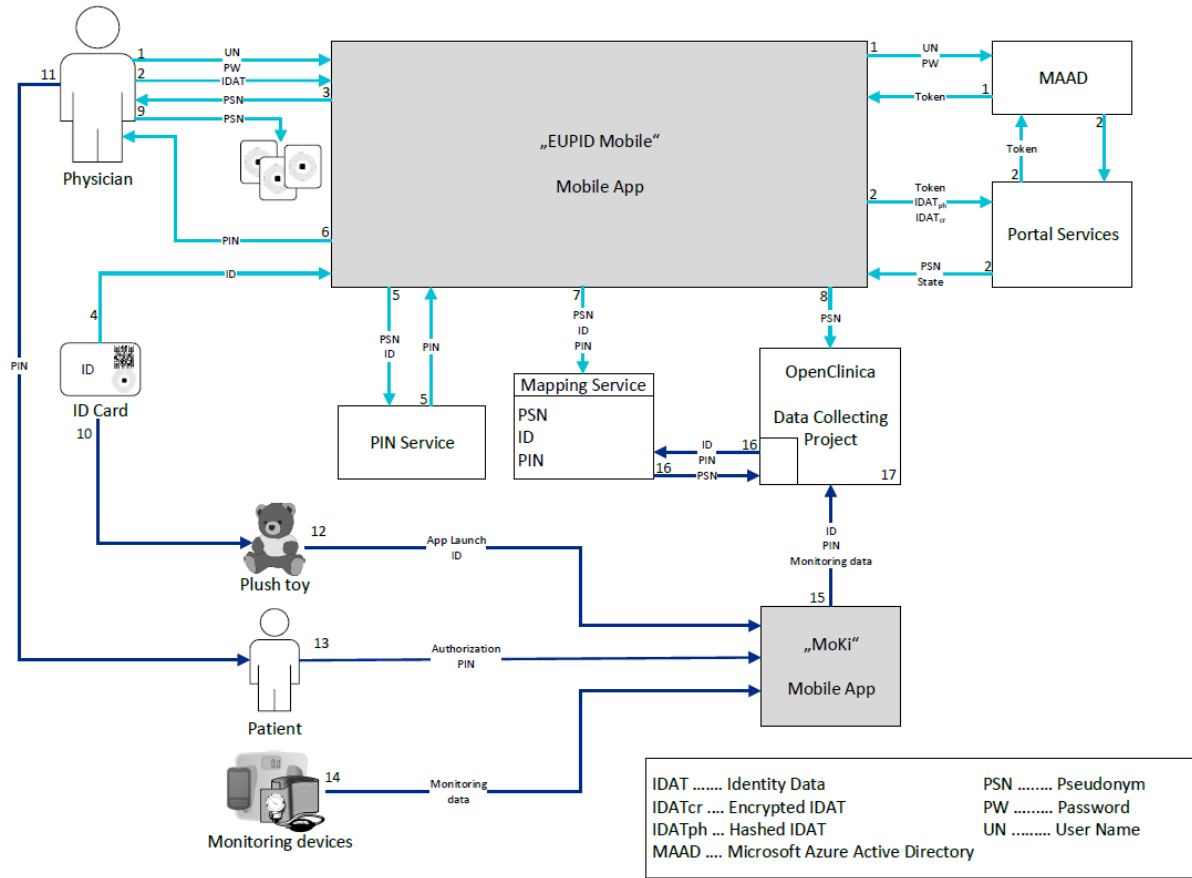 1
UN
PW
2
IDAT
3
PSN
9
PSN
11
Physician
„EUPID Mobile“
Mobile App
1
UN
PW
1
Token
MAAD
2
Token
2
2
Token
IDATph
IDATcr
Portal Services
PSN
State
2
6
PIN
ID
4
PIN
ID
ID Card
10
5
PSN
ID
PIN
5
PIN Service
7
PSN
ID
PIN
Mapping Service
PSN
ID
PIN
8
PSN
OpenClinica
Data Collecting
Project
17
ID
PIN
16
16
PSN
12
App Launch
ID
Plush toy
ID
PIN
Monitoring data
15
13
Authorization
PIN
Patient
„MoKi“
Mobile App
14
Monitoring
data
Monitoring devices
IDAT ....... Identity Data
IDATcr .... Encrypted IDAT
IDATph ... Hashed IDAT
MAAD .... Microsoft Azure Active Directory
PSN ........ Pseudonym
PW ......... Password
UN ......... User Name